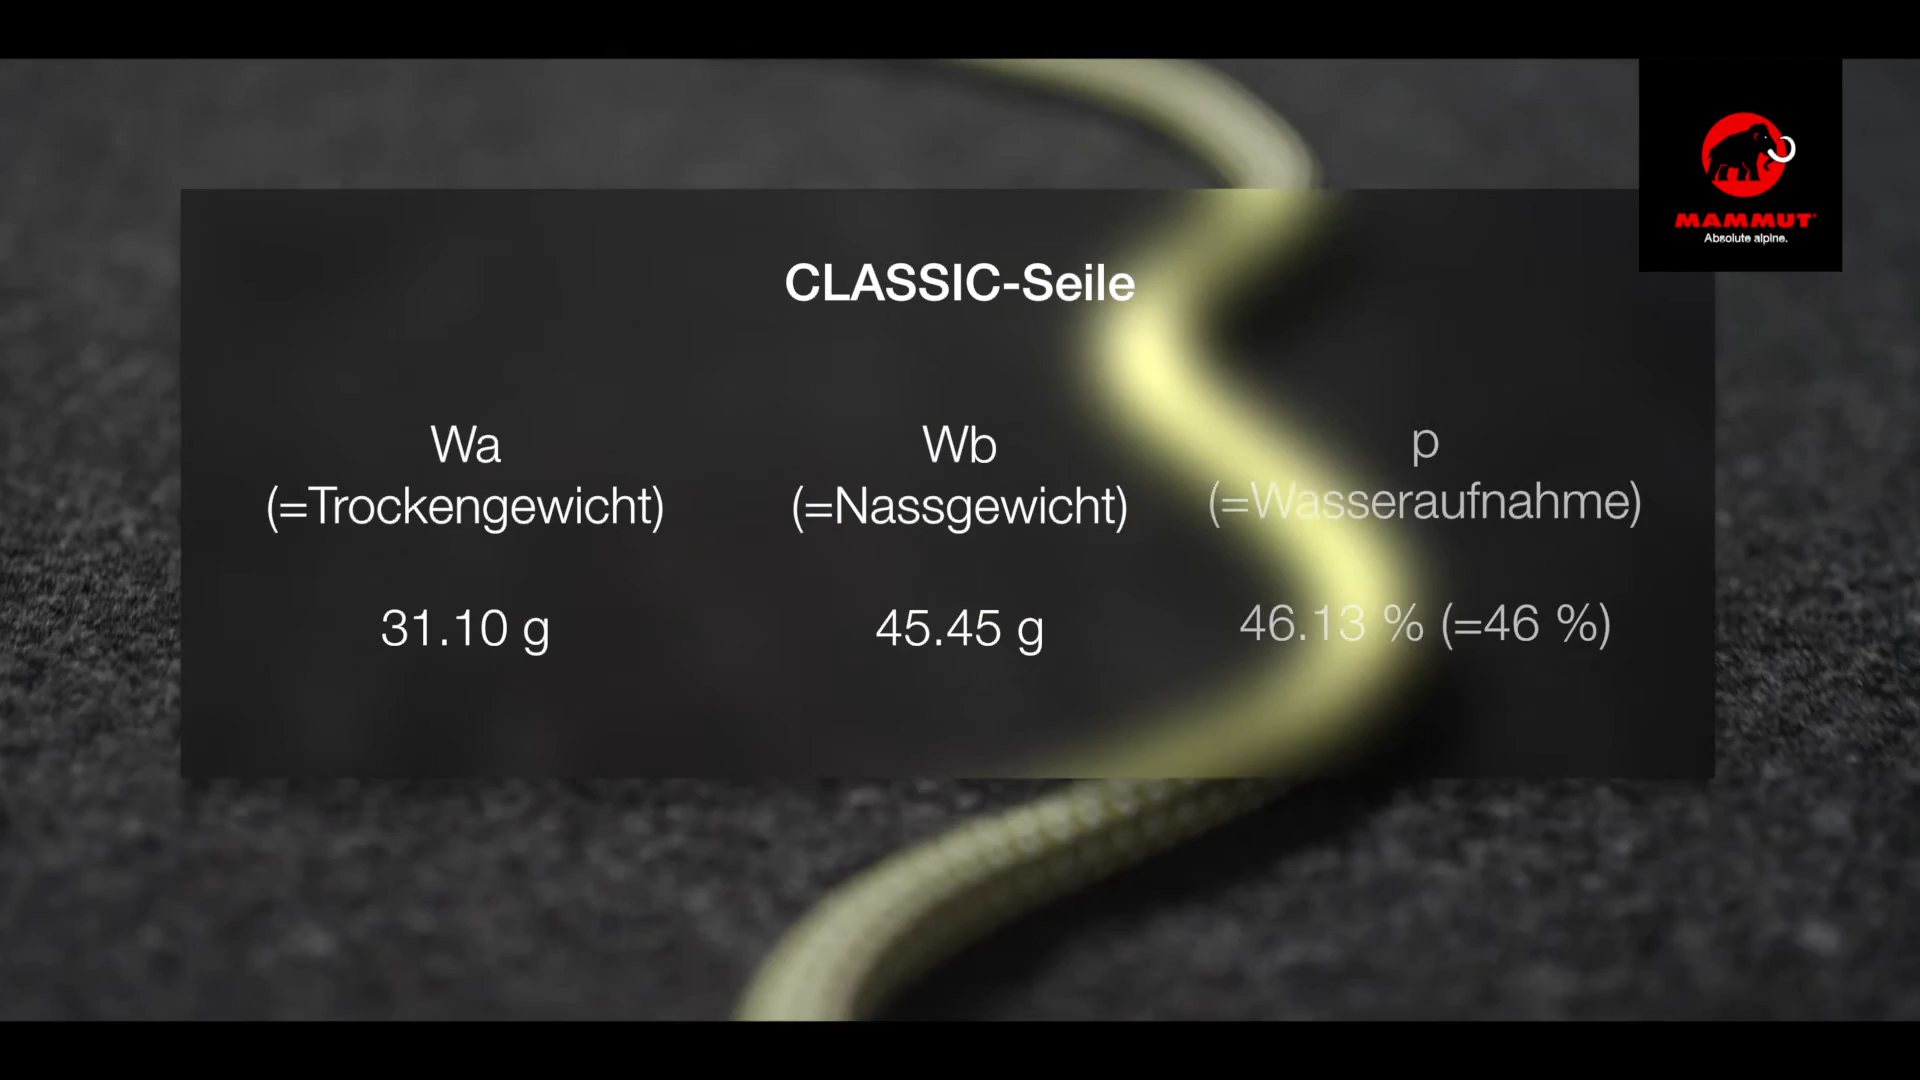 MAMMUT
Absolute alpine.
CLASSIC-Seile
Wa
(=Trockengewicht)
31.10 g
Wb
(=Nassgewicht)
45.45 g
p
(=Wasseraufnahme)
46.13 % (=46 %)